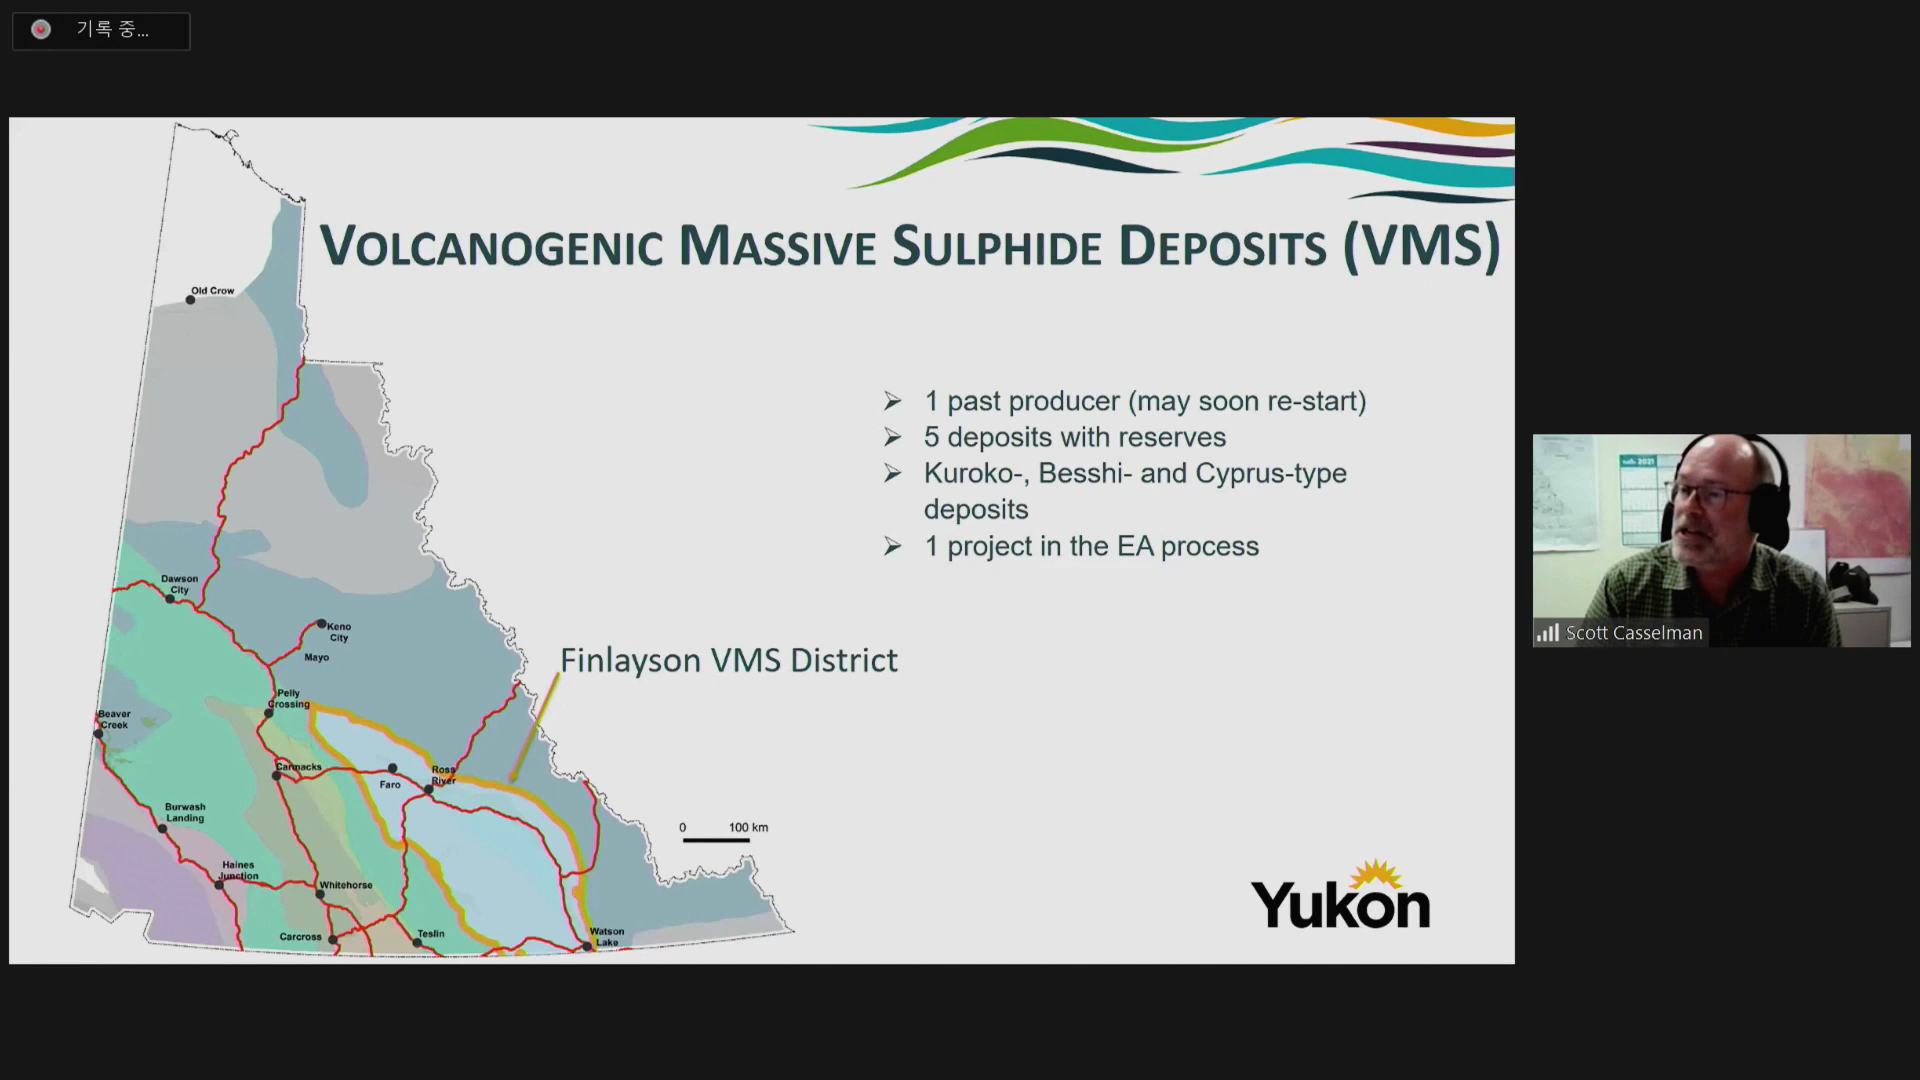 기록 중...
VOLCANOGENIC MASSIVE SULPHIDE DEPOSITS (VMS)
Old Crow
➢ 1 past producer (may soon re-start)
➢ 5 deposits with reserves
➢ Kuroko-, Besshi- and Cyprus-type
deposits
➢ 1 project in the EA process
2021
Scott Casselman
Dawson
City
Keno
City
Mayo
Finlayson VMS District
Pelly
Crossing
Beaver
Creek
Carmacks
Ross
River
Faro
Burwash
Landing
0 100 km
Haines
Junction
Whitehorse
Carcross
Teslin
Watson
Lake
Yukon